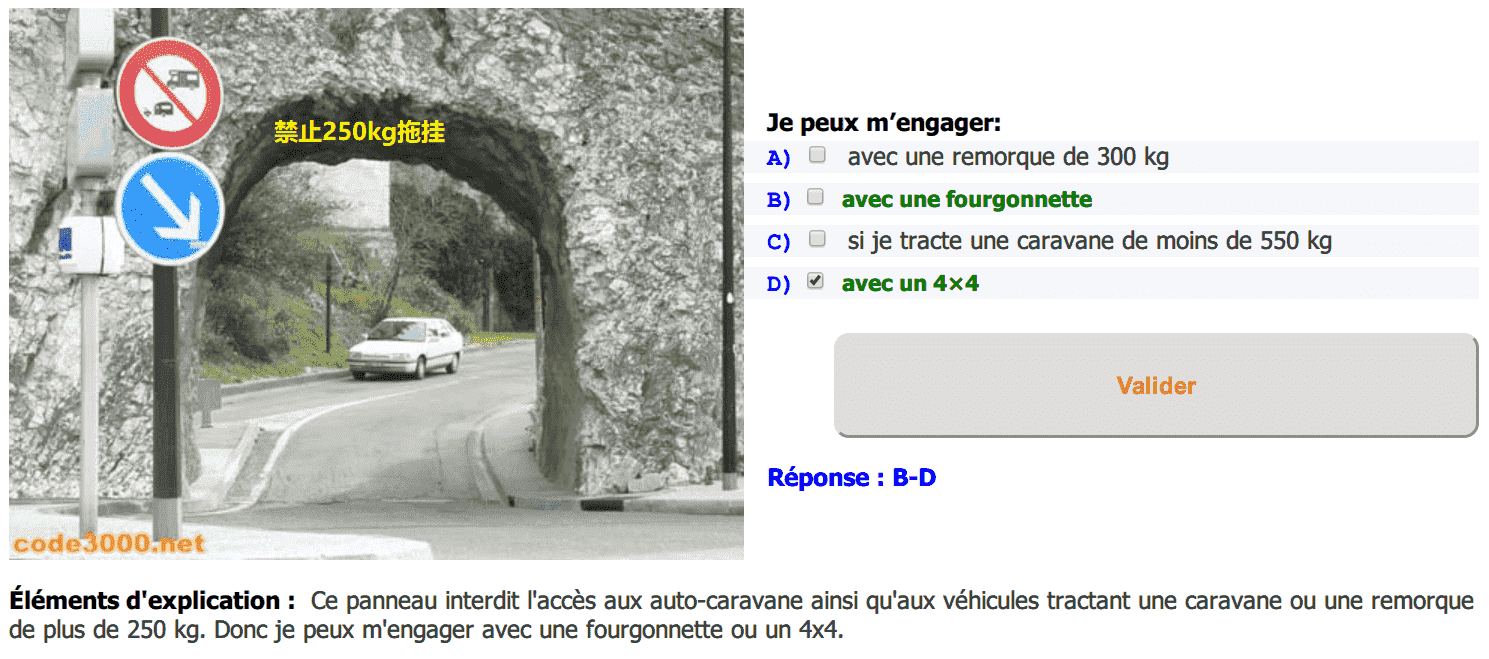 禁止250kg拖挂
code3000.net
Je peux m’engager:
A) avec une remorque de 300 kg
B) avec une fourgonnette
C) si je tracte une caravane de moins de 550 kg
D) avec un 4×4
Valider
Réponse : B-D
Éléments d'explication : Ce panneau interdit l'accès aux auto-caravane ainsi qu'aux véhicules tractant une caravane ou une remorque
de plus de 250 kg. Donc je peux m'engager avec une fourgonnette ou un 4x4.